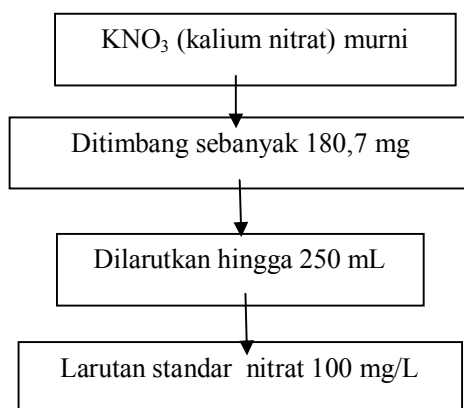 KNO₃ (kalium nitrat) murni
Ditimbang sebanyak 180,7 mg
Dilarutkan hingga 250 mL
Larutan standar nitrat 100 mg/L